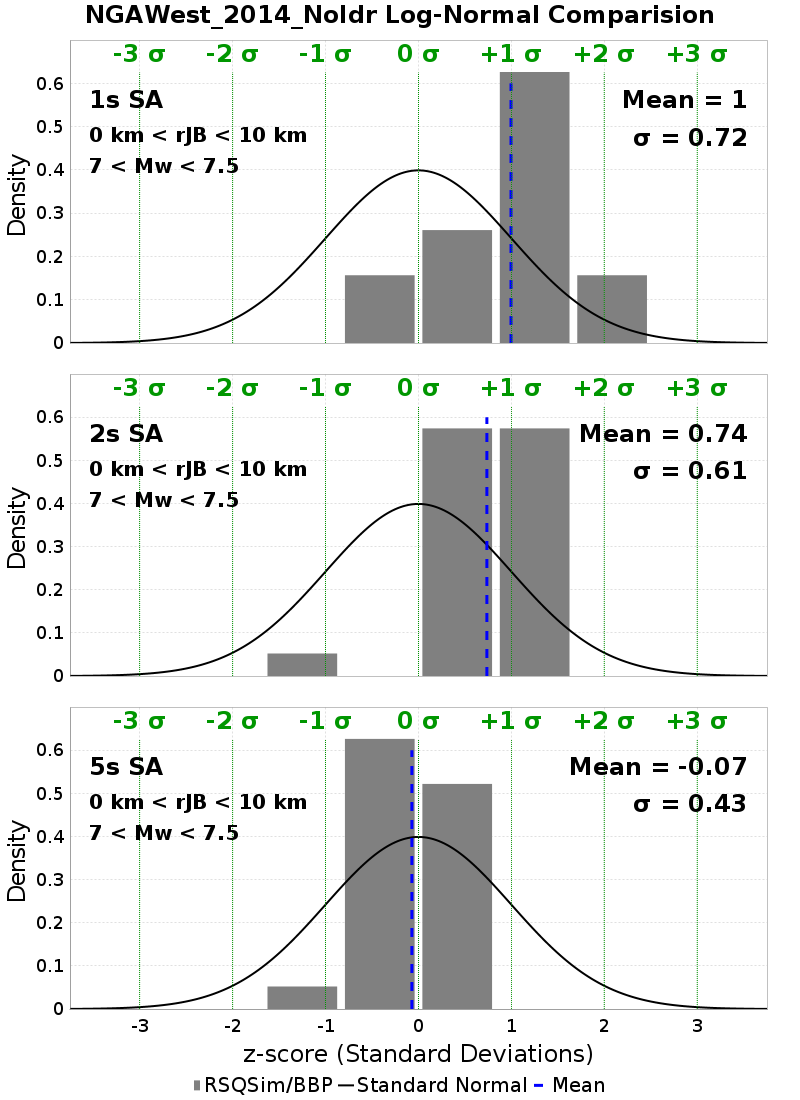 NGAWest_2014_NoIdr Log-Normal Comparision
-3 σ -2 σ -1 σ 0 σ +1 σ +2 σ +3 σ
1s SA
Mean = 1
0 km < rJB < 10 km
σ = 0.72
7 < Mw < 7.5
Density
0.6
0.5
0.4
0.3
0.2
0.1
0
-3 σ -2 σ -1 σ 0 σ +1 σ +2 σ +3 σ
2s SA
Mean = 0.74
0 km < rJB < 10 km
σ = 0.61
7 < Mw < 7.5
Density
0.6
0.5
0.4
0.3
0.2
0.1
0
-3 σ -2 σ -1 σ 0 σ +1 σ +2 σ +3 σ
5s SA
Mean = -0.07
0 km < rJB < 10 km
σ = 0.43
7 < Mw < 7.5
Density
0.6
0.5
0.4
0.3
0.2
0.1
0
-3 -2 -1 0 1 2 3
z-score (Standard Deviations)
RSQSim/BBP Standard Normal Mean